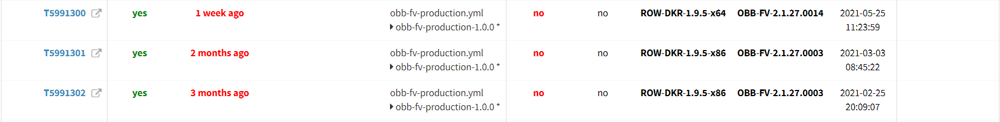 T5991300 yes 1 week ago obb-fv-production.yml no no ROW-DKR-1.9.5-x64 OBB-FV-2.1.27.0014 2021-05-25
obb-fv-production-1.0.0 * 11:23:59
T5991301 yes 2 months ago obb-fv-production.yml no no ROW-DKR-1.9.5-x86 OBB-FV-2.1.27.0003 2021-03-03
obb-fv-production-1.0.0 * 08:45:22
T5991302 yes 3 months ago obb-fv-production.yml no no ROW-DKR-1.9.5-x86 OBB-FV-2.1.27.0003 2021-02-25
obb-fv-production-1.0.0 * 20:09:07